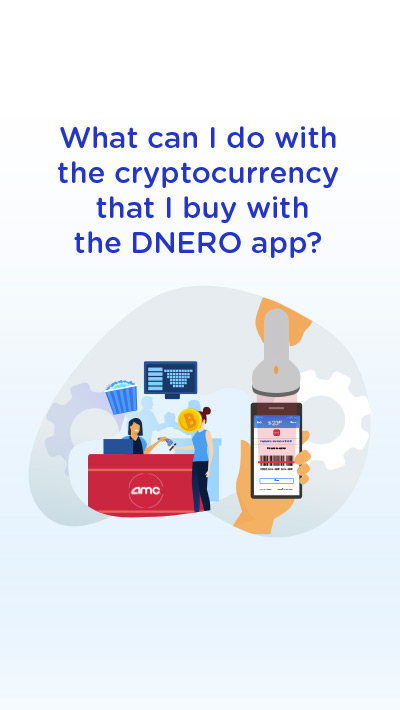 What can I do with
the cryptocurrency
that I buy with
the DNERO app?
amc